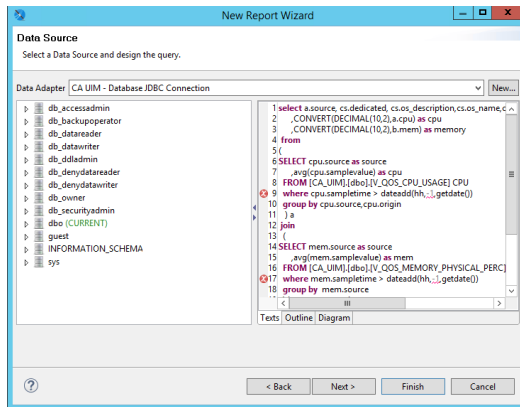 New Report Wizard
Data Source
Select a Data Source and design the query.
Data Adapter CA UIM - Database JDBC Connection New...
db_accessadmin
db_backupoperator
db_datareader
db_datawriter
db_ddladmin
db_denydatareader
db_denydatawriter
db_owner
db_securityadmin
dbo (CURRENT)
guest
INFORMATION_SCHEMA
sys
1 select a.source, cs.dedicated, cs.os_description,cs.os_name,c
2 ,CONVERT(DECIMAL(10,2),a.cpu) as cpu
3 ,CONVERT(DECIMAL(10,2),b.mem) as memory
4 from
5 (
6 SELECT cpu.source as source
7 ,avg(cpu.samplevalue) as cpu
8 FROM [CA_UIM].[dbo].[V_QOS_CPU_USAGE] CPU
9 where cpu.sampletime > dateadd(hh,-1,getdate())
10 group by cpu.source,cpu.origin
11 ) a
12 join
13 (
14 SELECT mem.source as source
15 ,avg(mem.samplevalue) as mem
16 FROM [CA_UIM].[dbo].[V_QOS_MEMORY_PHYSICAL_PERC]
17 where mem.sampletime > dateadd(hh,-1,getdate())
18 group by mem.source
Texts Outline Diagram
? < Back Next > Finish Cancel